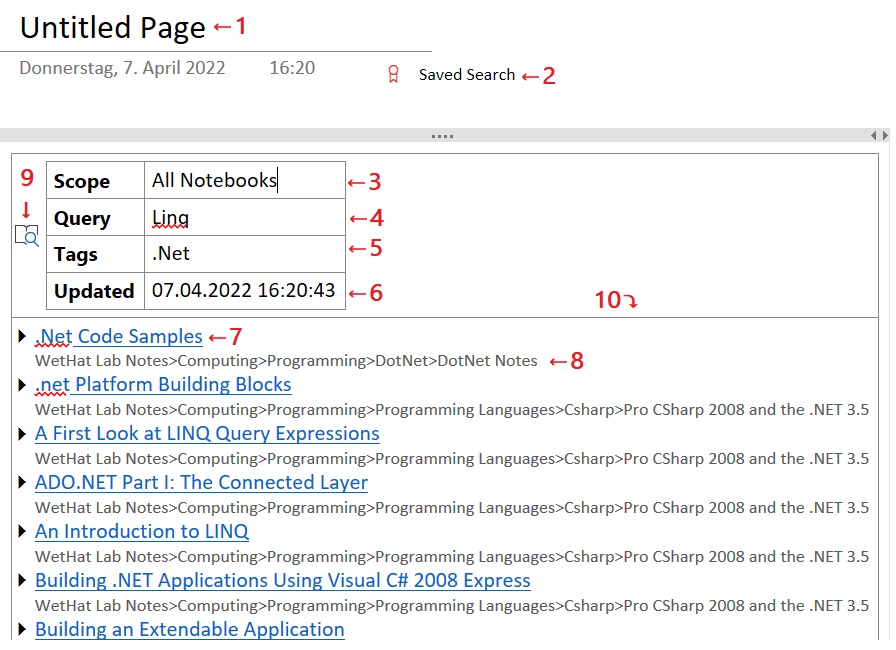 Untitled Page ←1
Donnerstag, 7. April 2022 16:20
Saved Search ←2
9
Scope All Notebooks ←3
Query Linq ←4
Tags .Net ←5
Updated 07.04.2022 16:20:43 ←6
10
.Net Code Samples ←7
WetHat Lab Notes>Computing>Programming>DotNet>DotNet Notes ←8
.net Platform Building Blocks
WetHat Lab Notes>Computing>Programming>Programming Languages>Csharp>Pro CSharp 2008 and the .NET 3.5
A First Look at LINQ Query Expressions
WetHat Lab Notes>Computing>Programming>Programming Languages>Csharp>Pro CSharp 2008 and the .NET 3.5
ADO.NET Part I: The Connected Layer
WetHat Lab Notes>Computing>Programming>Programming Languages>Csharp>Pro CSharp 2008 and the .NET 3.5
An Introduction to LINQ
WetHat Lab Notes>Computing>Programming>Programming Languages>Csharp>Pro CSharp 2008 and the .NET 3.5
Building .NET Applications Using Visual C# 2008 Express
WetHat Lab Notes>Computing>Programming>Programming Languages>Csharp>Pro CSharp 2008 and the .NET 3.5
Building an Extendable Application